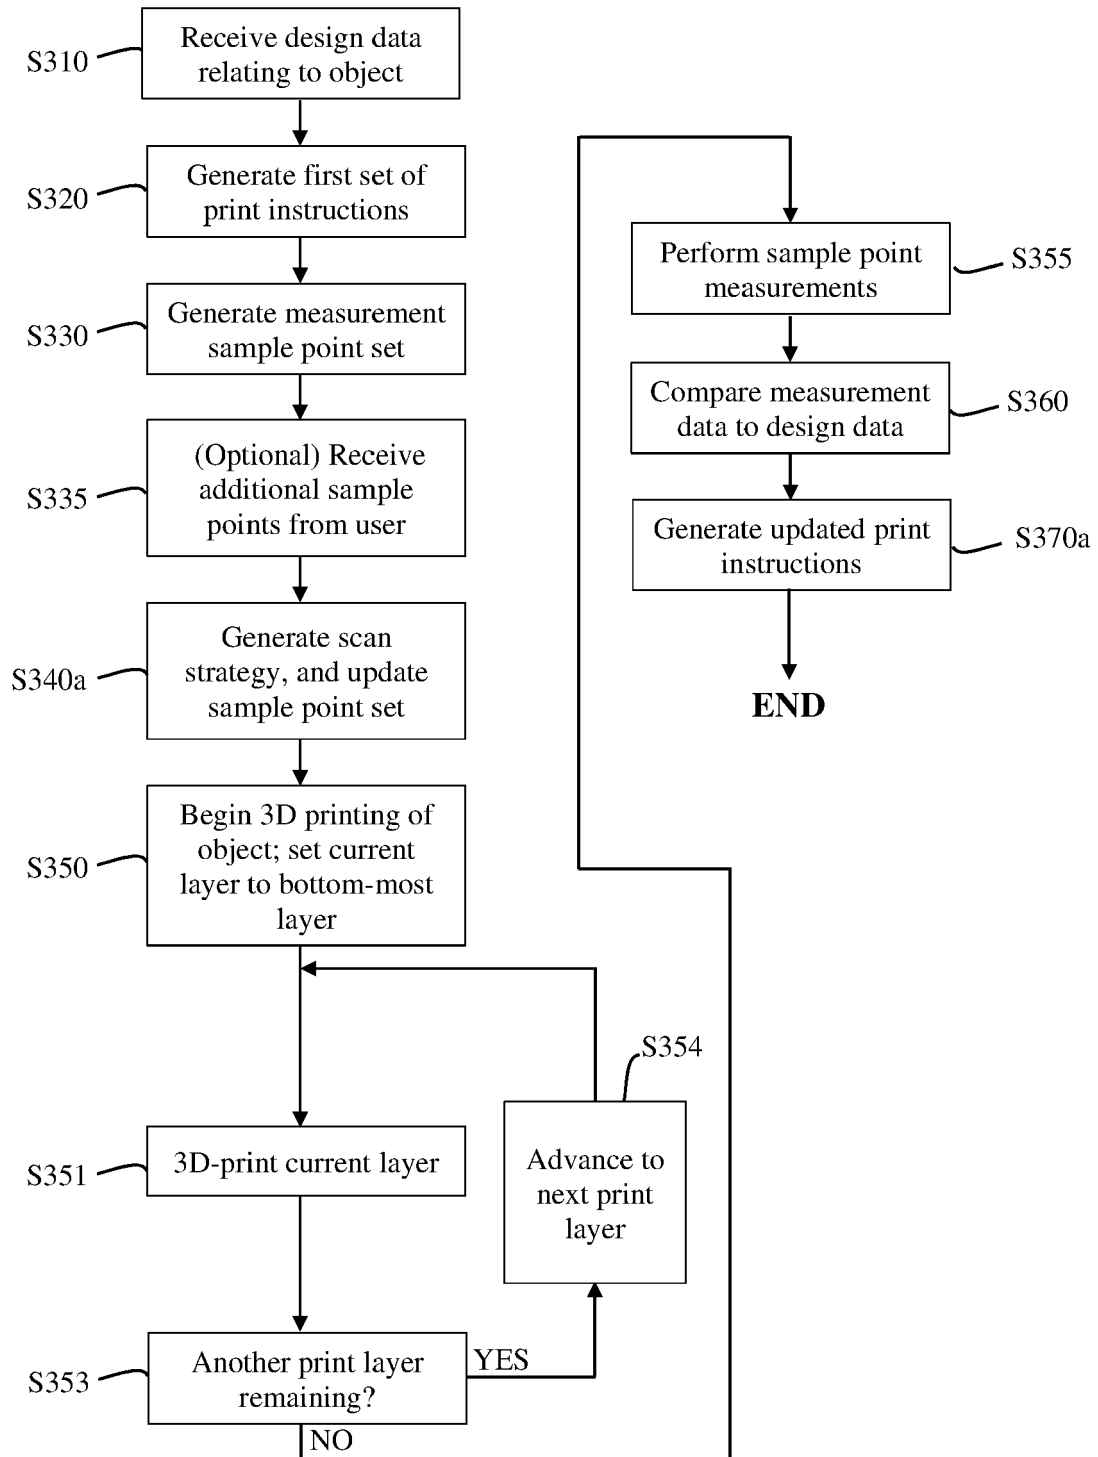 S310
Receive design data
relating to object
S320
Generate first set of
print instructions
S330
Generate measurement
sample point set
S335
(Optional) Receive
additional sample
points from user
S340a
Generate scan
strategy, and update
sample point set
S350
Begin 3D printing of
object; set current
layer to bottom-most
layer
S351
3D-print current layer
S353
Another print layer
remaining?
YES
NO
S354
Advance to
next print
layer
Perform sample point
measurements
S355
Compare measurement
data to design data
S360
Generate updated print
instructions
S370a
END